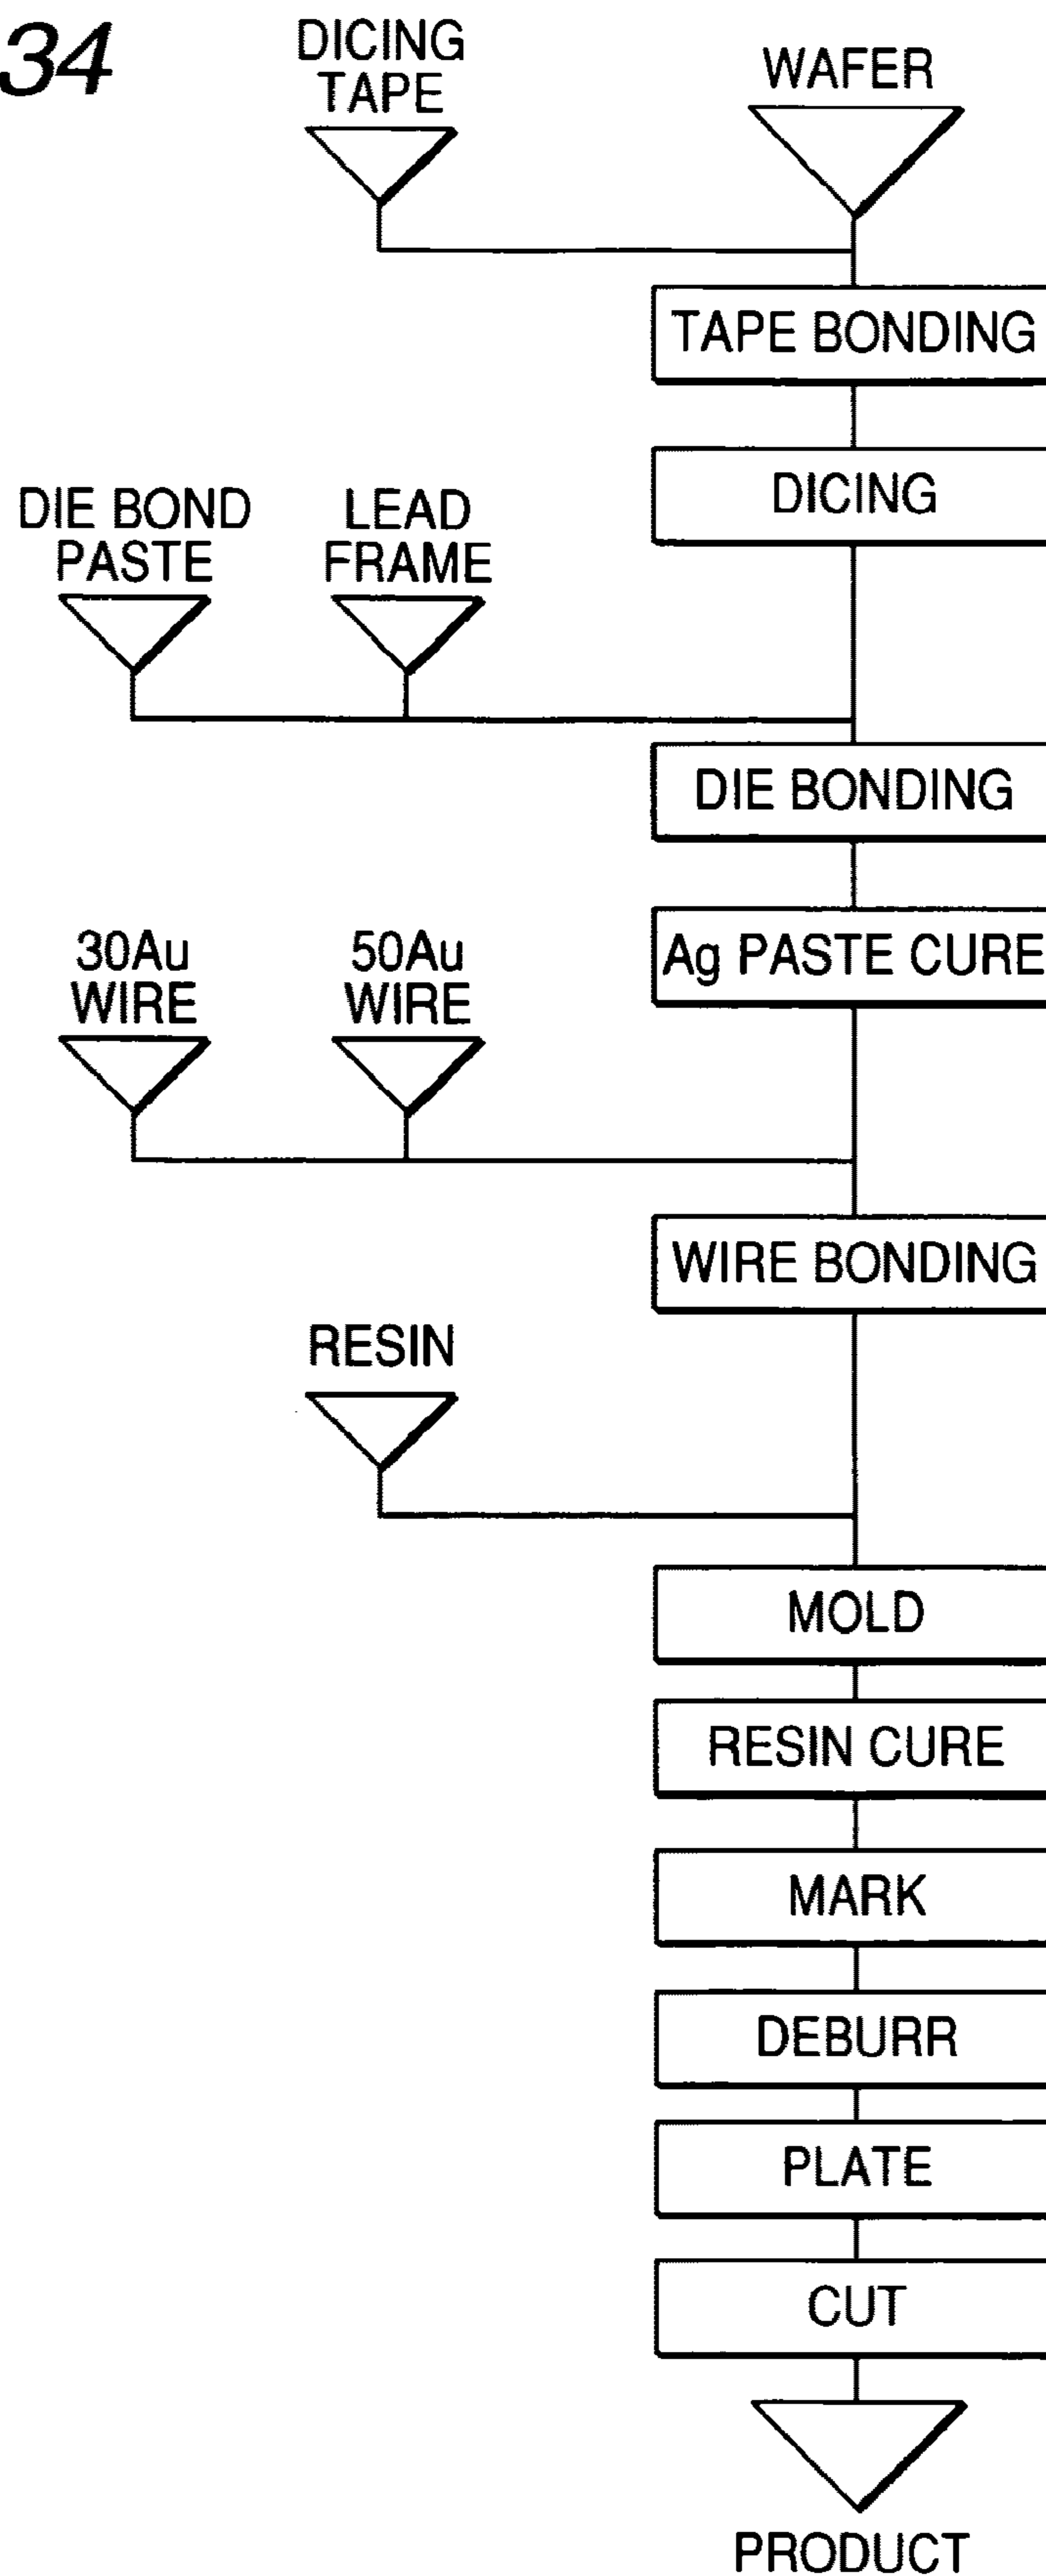 34
DICING
TAPE
WAFER
TAPE BONDING
DICING
DIE BOND
PASTE
LEAD
FRAME
DIE BONDING
Ag PASTE CURE
30Au
WIRE
50Au
WIRE
WIRE BONDING
RESIN
MOLD
RESIN CURE
MARK
DEBURR
PLATE
CUT
PRODUCT